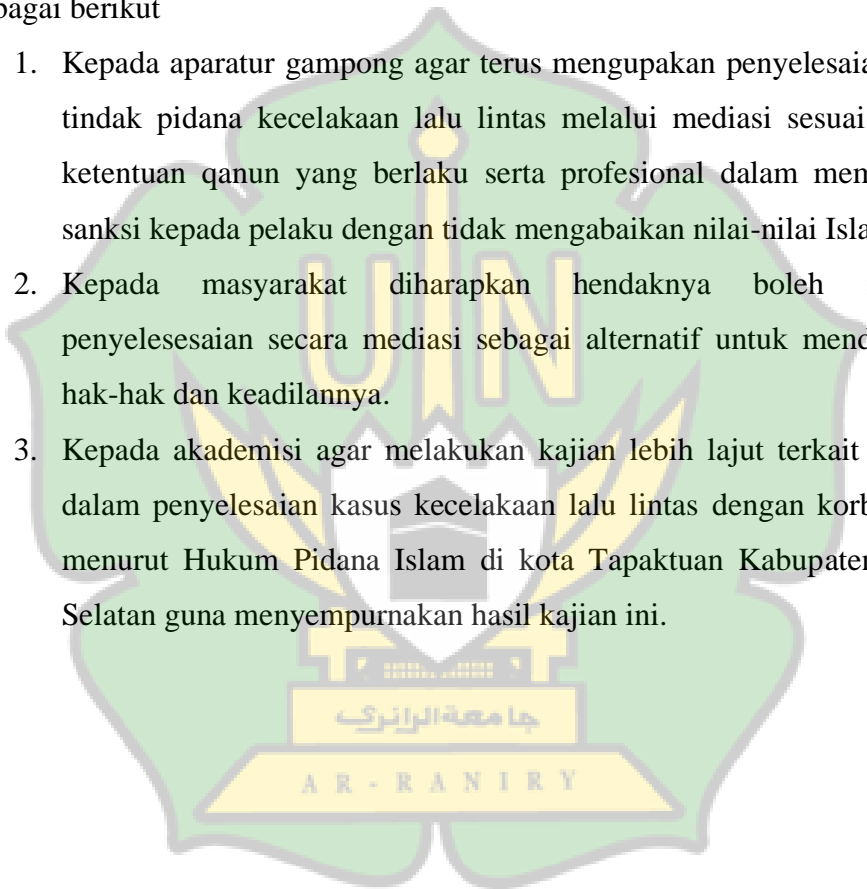 bagai berikut
1. Kepada aparatur gampong agar terus mengupakan penyelesaia
tindak pidana kecelakaan lalu lintas melalui mediasi sesuai
ketentuan qanun yang berlaku serta profesional dalam mem
sanksi kepada pelaku dengan tidak mengabaikan nilai-nilai Isla
2. Kepada masyarakat diharapkan hendaknya boleh
penyelesesaian secara mediasi sebagai alternatif untuk mend
hak-hak dan keadilannya.
3. Kepada akademisi agar melakukan kajian lebih lajut terkait
dalam penyelesaian kasus kecelakaan lalu lintas dengan korb
menurut Hukum Pidana Islam di kota Tapaktuan Kabupaten
Selatan guna menyempurnakan hasil kajian ini.
UIN
جامعة الرانري
AR-RANIRY